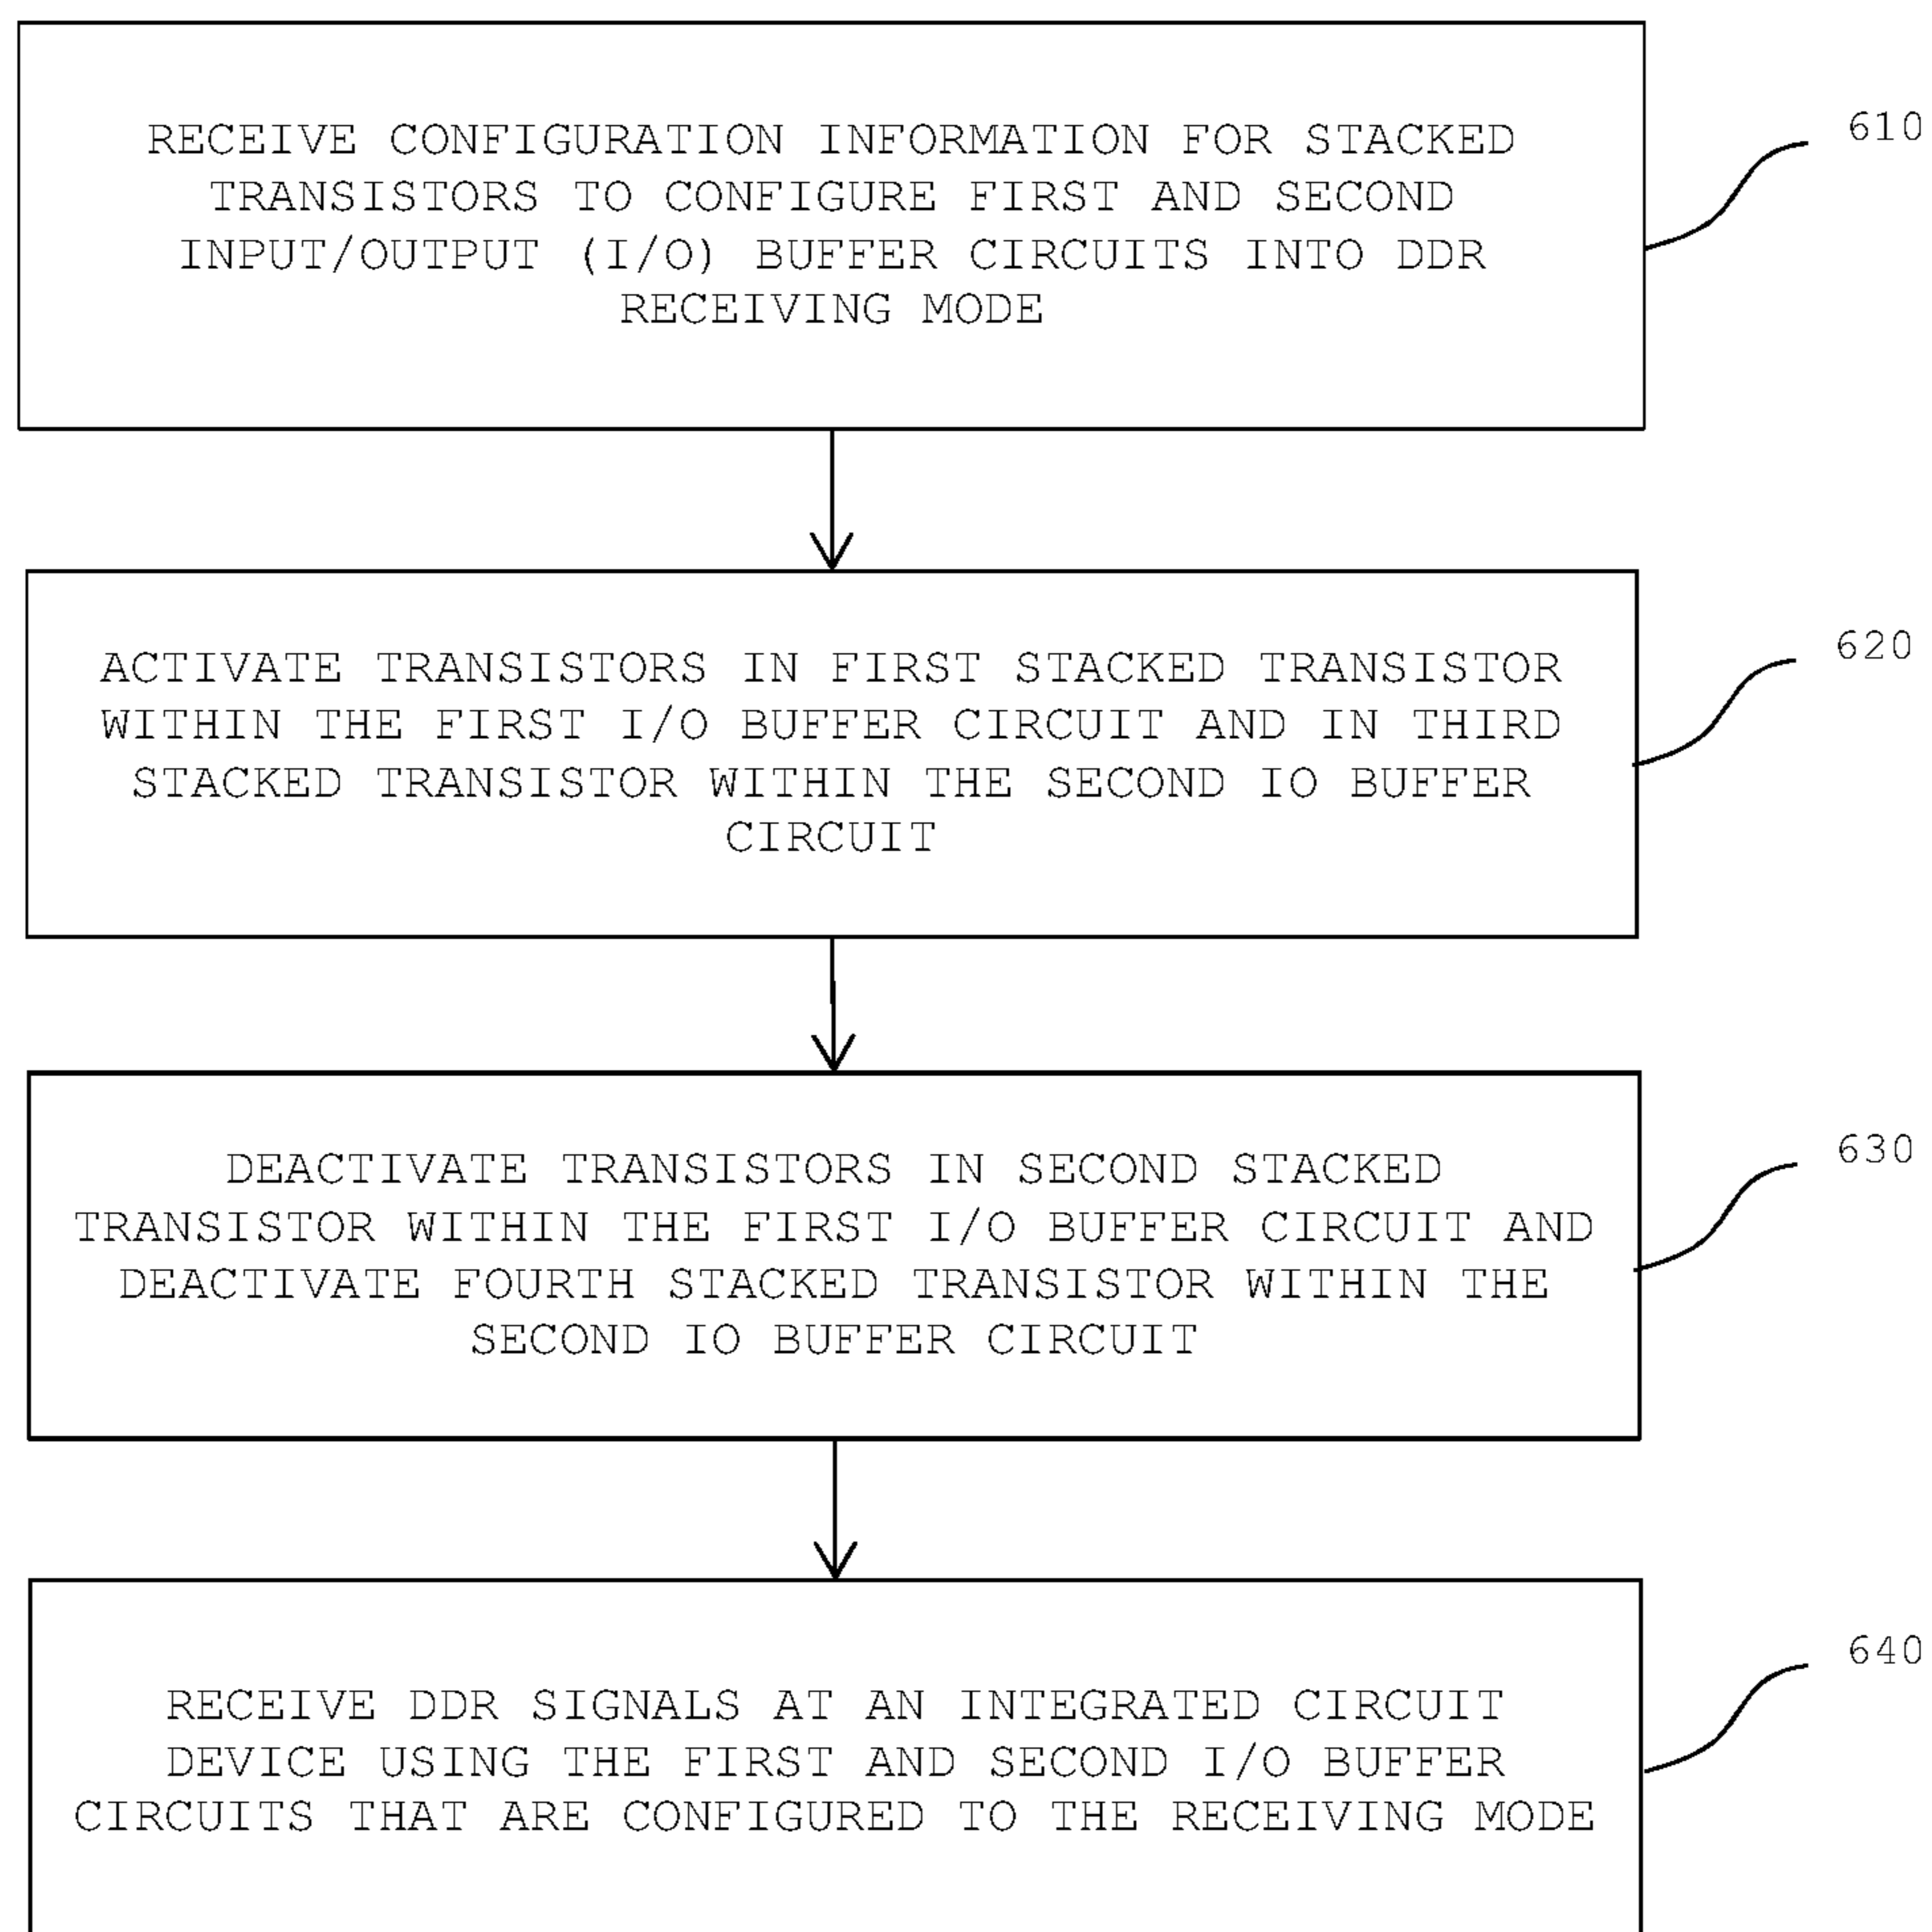 RECEIVE CONFIGURATION INFORMATION FOR STACKED
TRANSISTORS TO CONFIGURE FIRST AND SECOND
INPUT/OUTPUT (I/O) BUFFER CIRCUITS INTO DDR
RECEIVING MODE
610
ACTIVATE TRANSISTORS IN FIRST STACKED TRANSISTOR
WITHIN THE FIRST I/O BUFFER CIRCUIT AND IN THIRD
STACKED TRANSISTOR WITHIN THE SECOND IO BUFFER
CIRCUIT
620
DEACTIVATE TRANSISTORS IN SECOND STACKED
TRANSISTOR WITHIN THE FIRST I/O BUFFER CIRCUIT AND
DEACTIVATE FOURTH STACKED TRANSISTOR WITHIN THE
SECOND IO BUFFER CIRCUIT
630
RECEIVE DDR SIGNALS AT AN INTEGRATED CIRCUIT
DEVICE USING THE FIRST AND SECOND I/O BUFFER
CIRCUITS THAT ARE CONFIGURED TO THE RECEIVING MODE
640